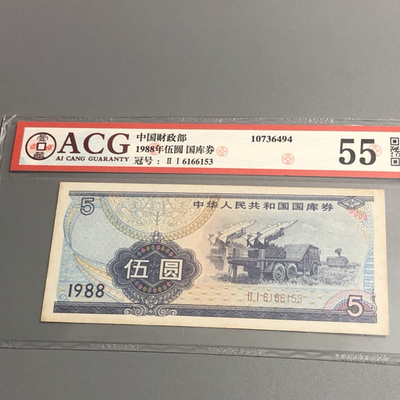 ACG
AI CANG GUARANTY
中国财政部
1988年伍圆 国库券
冠号: II I 6166153
10736494
55
5
中华人民共和国国库券
伍圆
1988
II I 6166153
5